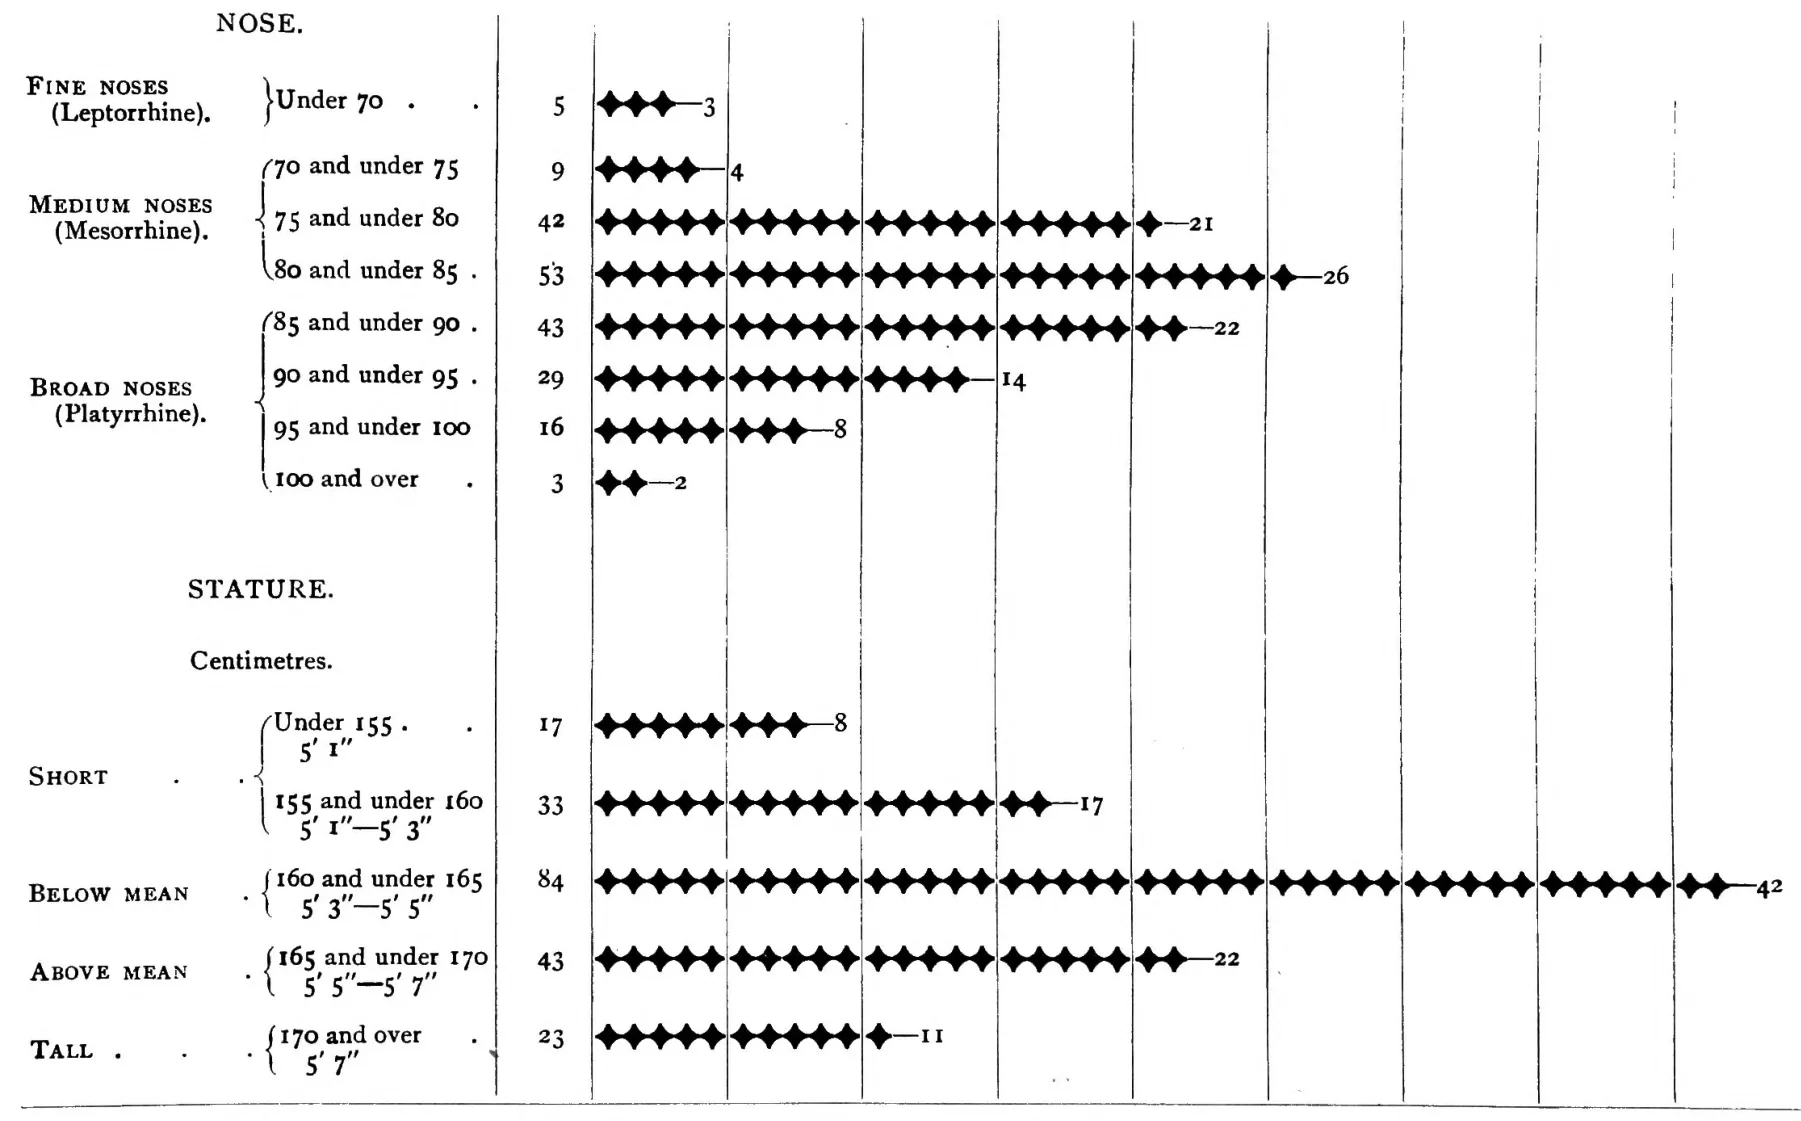 NOSE.
FINE NOSES
(Leptorrhine).
Under 70 . . 5 3
MEDIUM NOSES
(Mesorrhine).
70 and under 75 9 4
75 and under 80 42 21
80 and under 85 . 53 26
BROAD NOSES
(Platyrrhine).
85 and under 90 . 43 22
90 and under 95 . 29 14
95 and under 100 16 8
100 and over . 3 2
STATURE.
Centimetres.
SHORT . .
Under 155 . . 17 8
5′ 1″
155 and under 160 33 17
5′ 1″—5′ 3″
BELOW MEAN .
160 and under 165 84 42
5′ 3″—5′ 5″
ABOVE MEAN .
165 and under 170 43 22
5′ 5″—5′ 7″
TALL . . .
170 and over . 23 11
5′ 7″